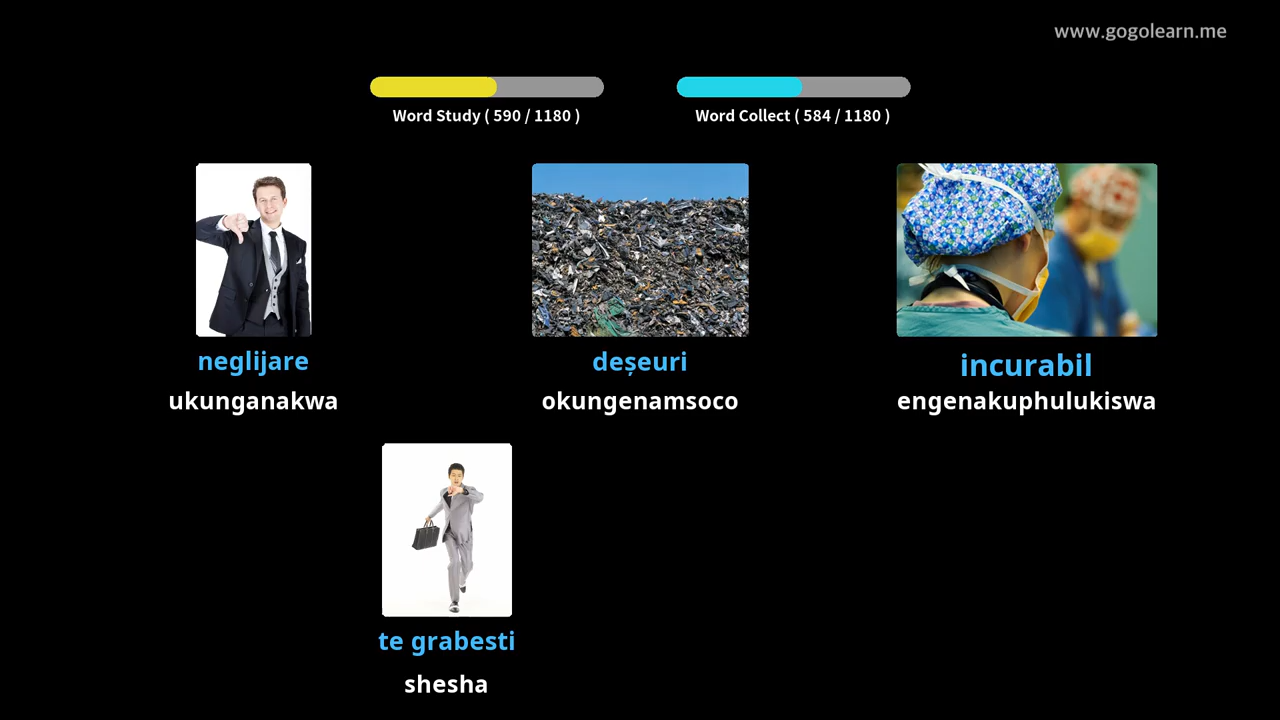 www.gogolearn.me
Word Study ( 590 / 1180 )
Word Collect ( 584 / 1180 )
neglijare
ukunganakwa
deșeuri
okungenamsoco
incurabil
engenakuphulukiswa
te grabesti
shesha